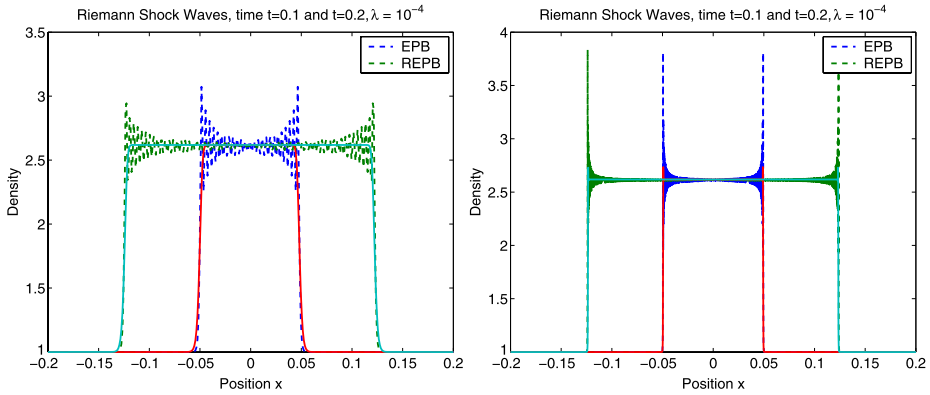 Riemann Shock Waves, time t=0.1 and t=0.2, λ = 10⁻⁴
3.5
3
2.5
2
1.5
1
Density
EPB
REPB
−0.2 −0.15 −0.1 −0.05 0 0.05 0.1 0.15 0.2
Position x
Riemann Shock Waves, time t=0.1 and t=0.2, λ = 10⁻⁴
4
3.5
3
2.5
2
1.5
1
Density
EPB
REPB
−0.2 −0.15 −0.1 −0.05 0 0.05 0.1 0.15 0.2
Position x